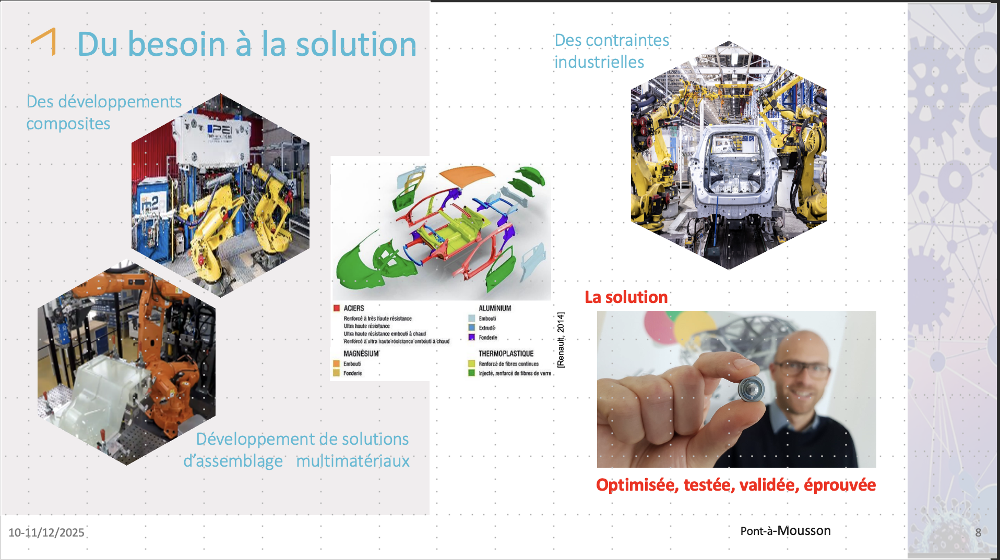 Du besoin à la solution
Des développements
composites
PEI
m2
Développement de solutions
d'assemblage multimatériaux
ACIERS
Renforcé à très haute résistance
Ultra haute résistance
Ultra haute résistance embouti à chaud
Renforcé à ultra haute résistance embouti à chaud
MAGNÉSIUM
Embouti
Fonderie
ALUMINIUM
Embouti
Extrudé
Fonderie
THERMOPLASTIQUE
Renforcé de fibres continues
Injecté, renforcé de fibres de verre
[Renault, 2014]
Des contraintes
industrielles
La solution
Optimisée, testée, validée, éprouvée
10-11/12/2025
Pont-à-Mousson
8